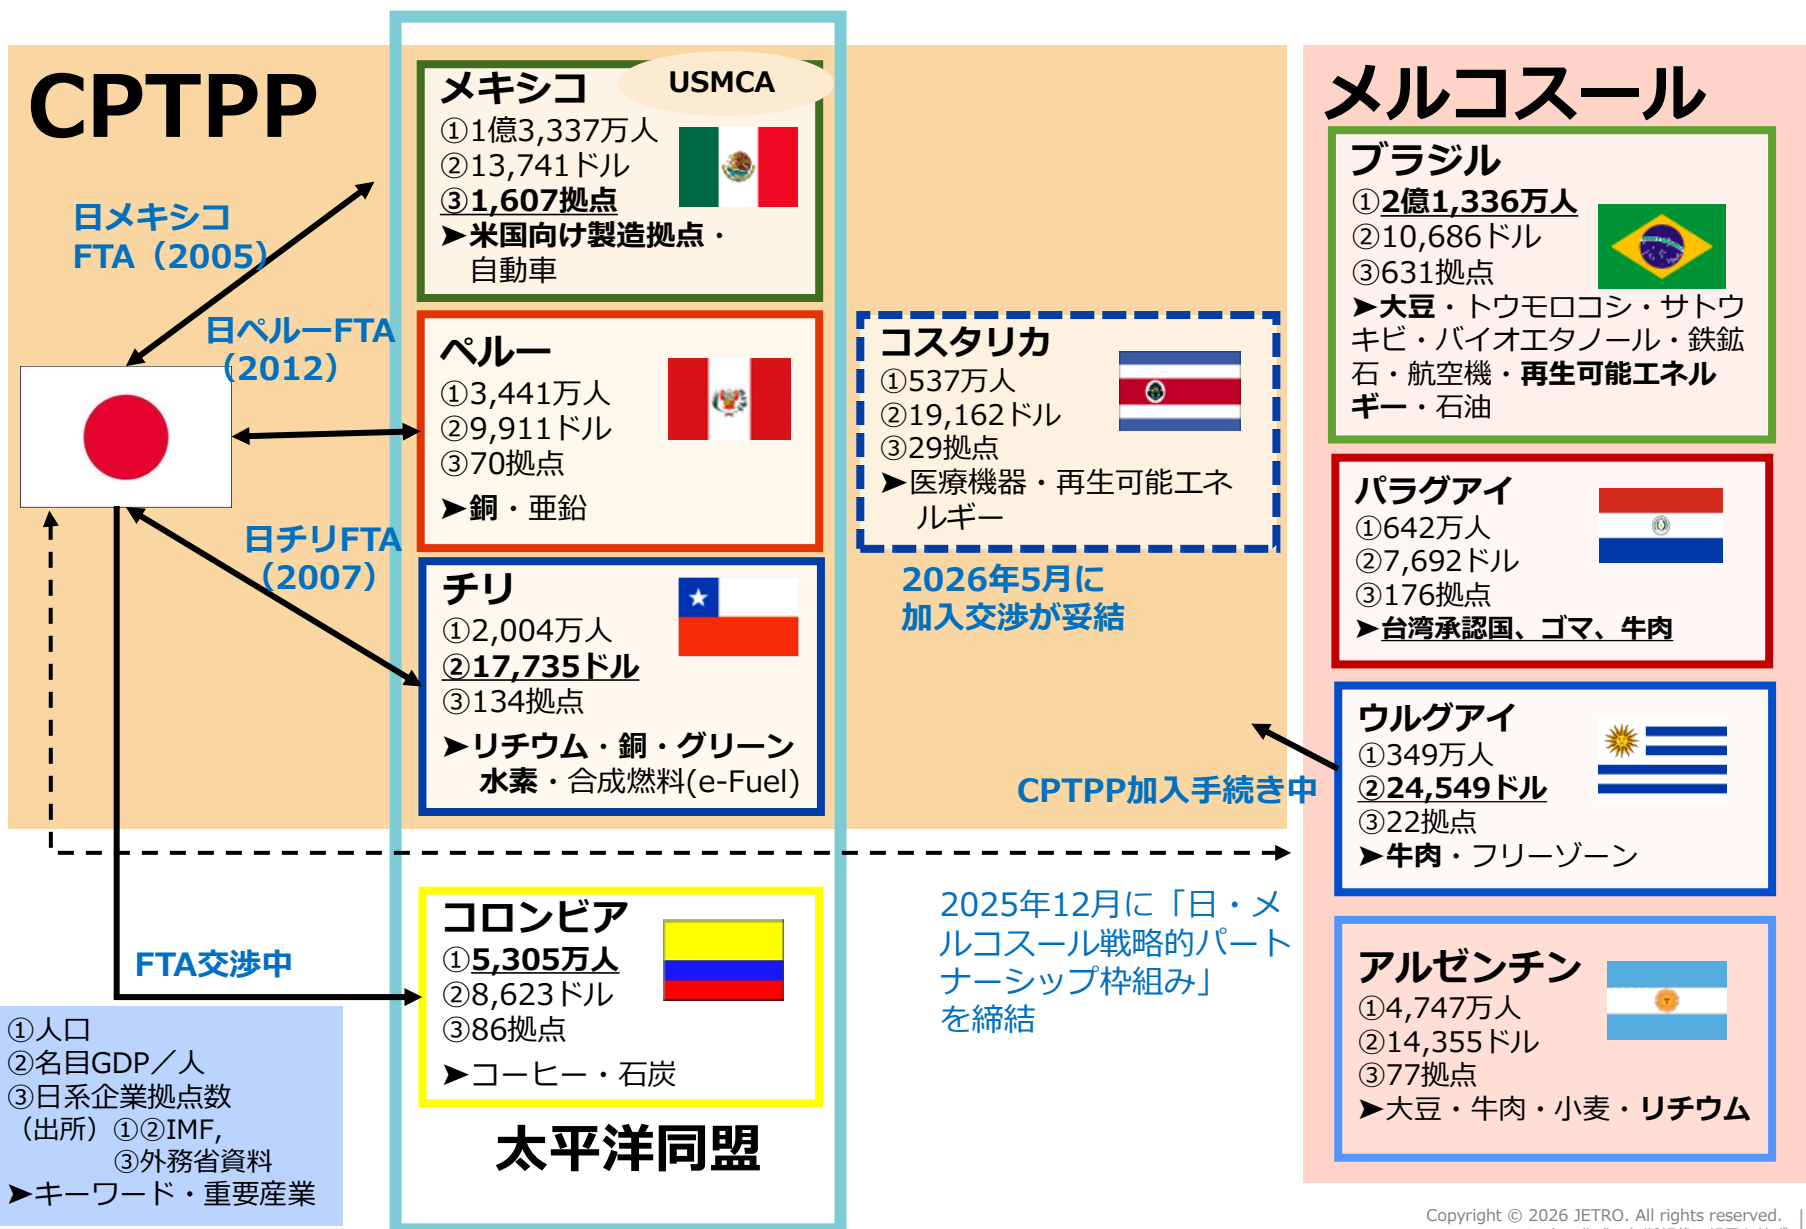 CPTPP
日メキシコ
FTA（2005）
日ペルーFTA
（2012）
日チリFTA
（2007）
FTA交渉中
①人口
②名目GDP／人
③日系企業拠点数
（出所）①②IMF,
③外務省資料
➤キーワード・重要産業
メキシコ
USMCA
①1億3,337万人
②13,741ドル
③1,607拠点
➤米国向け製造拠点・
自動車
ペルー
①3,441万人
②9,911ドル
③70拠点
➤銅・亜鉛
チリ
①2,004万人
②17,735ドル
③134拠点
➤リチウム・銅・グリーン
水素・合成燃料(e-Fuel)
コロンビア
①5,305万人
②8,623ドル
③86拠点
➤コーヒー・石炭
太平洋同盟
コスタリカ
①537万人
②19,162ドル
③29拠点
➤医療機器・再生可能エネ
ルギー
2026年5月に
加入交渉が妥結
CPTPP加入手続き中
2025年12月に「日・メ
ルコスール戦略的パート
ナーシップ枠組み」
を締結
メルコスール
ブラジル
①2億1,336万人
②10,686ドル
③631拠点
➤大豆・トウモロコシ・サトウ
キビ・バイオエタノール・鉄鉱
石・航空機・再生可能エネル
ギー・石油
パラグアイ
①642万人
②7,692ドル
③176拠点
➤台湾承認国、ゴマ、牛肉
ウルグアイ
①349万人
②24,549ドル
③22拠点
➤牛肉・フリーゾーン
アルゼンチン
①4,747万人
②14,355ドル
③77拠点
➤大豆・牛肉・小麦・リチウム
Copyright © 2026 JETRO. All rights reserved.